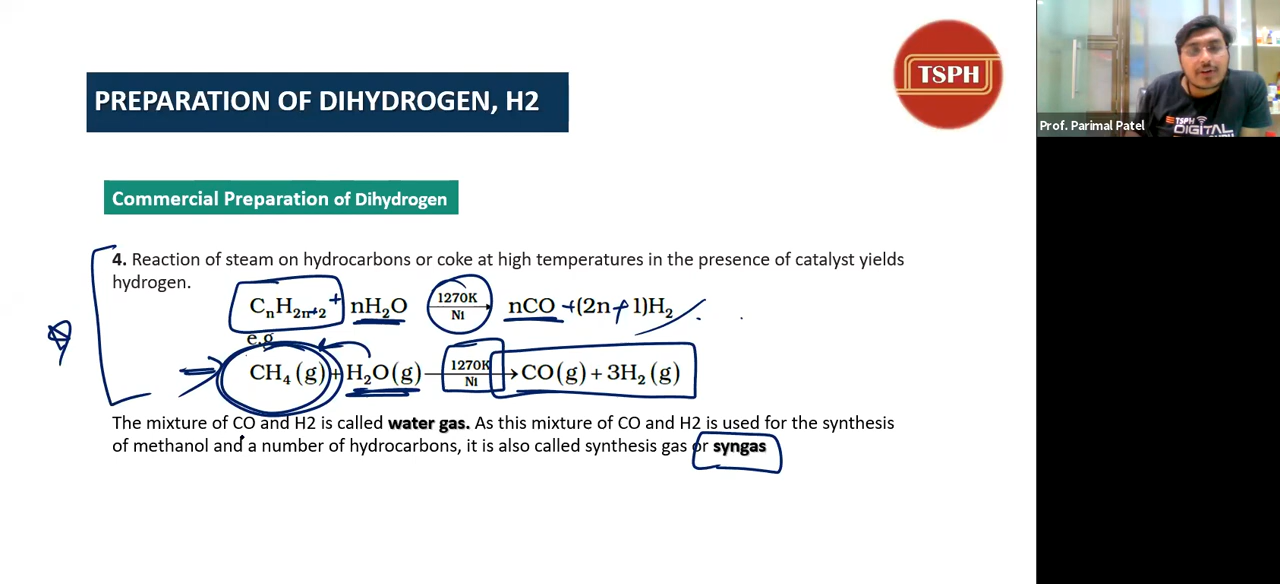 TSPH
PREPARATION OF DIHYDROGEN, H2
Prof. Parimal Patel
TSPH
DIGITAL
Commercial Preparation of Dihydrogen
4. Reaction of steam on hydrocarbons or coke at high temperatures in the presence of catalyst yields
hydrogen.
CₙH₂ₙ₊₂ + nH₂O 1270K/Ni → nCO + (2n + 1)H₂
e.g
CH₄(g) + H₂O(g) 1270K/Ni → CO(g) + 3H₂(g)
The mixture of CO and H2 is called water gas. As this mixture of CO and H2 is used for the synthesis
of methanol and a number of hydrocarbons, it is also called synthesis gas or syngas